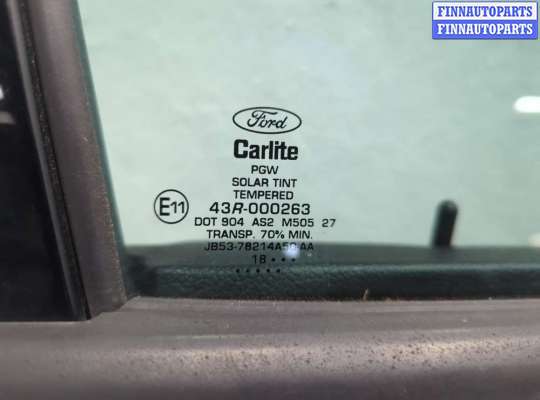 FINNAUTOPARTS
FINNAUTOPARTS
FINNAUTOPARTS
Ford
Carlite
PGW
SOLAR TINT
TEMPERED
E11 43R-000263
DOT 904 AS2 M505 27
TRANSP. 70% MIN.
18